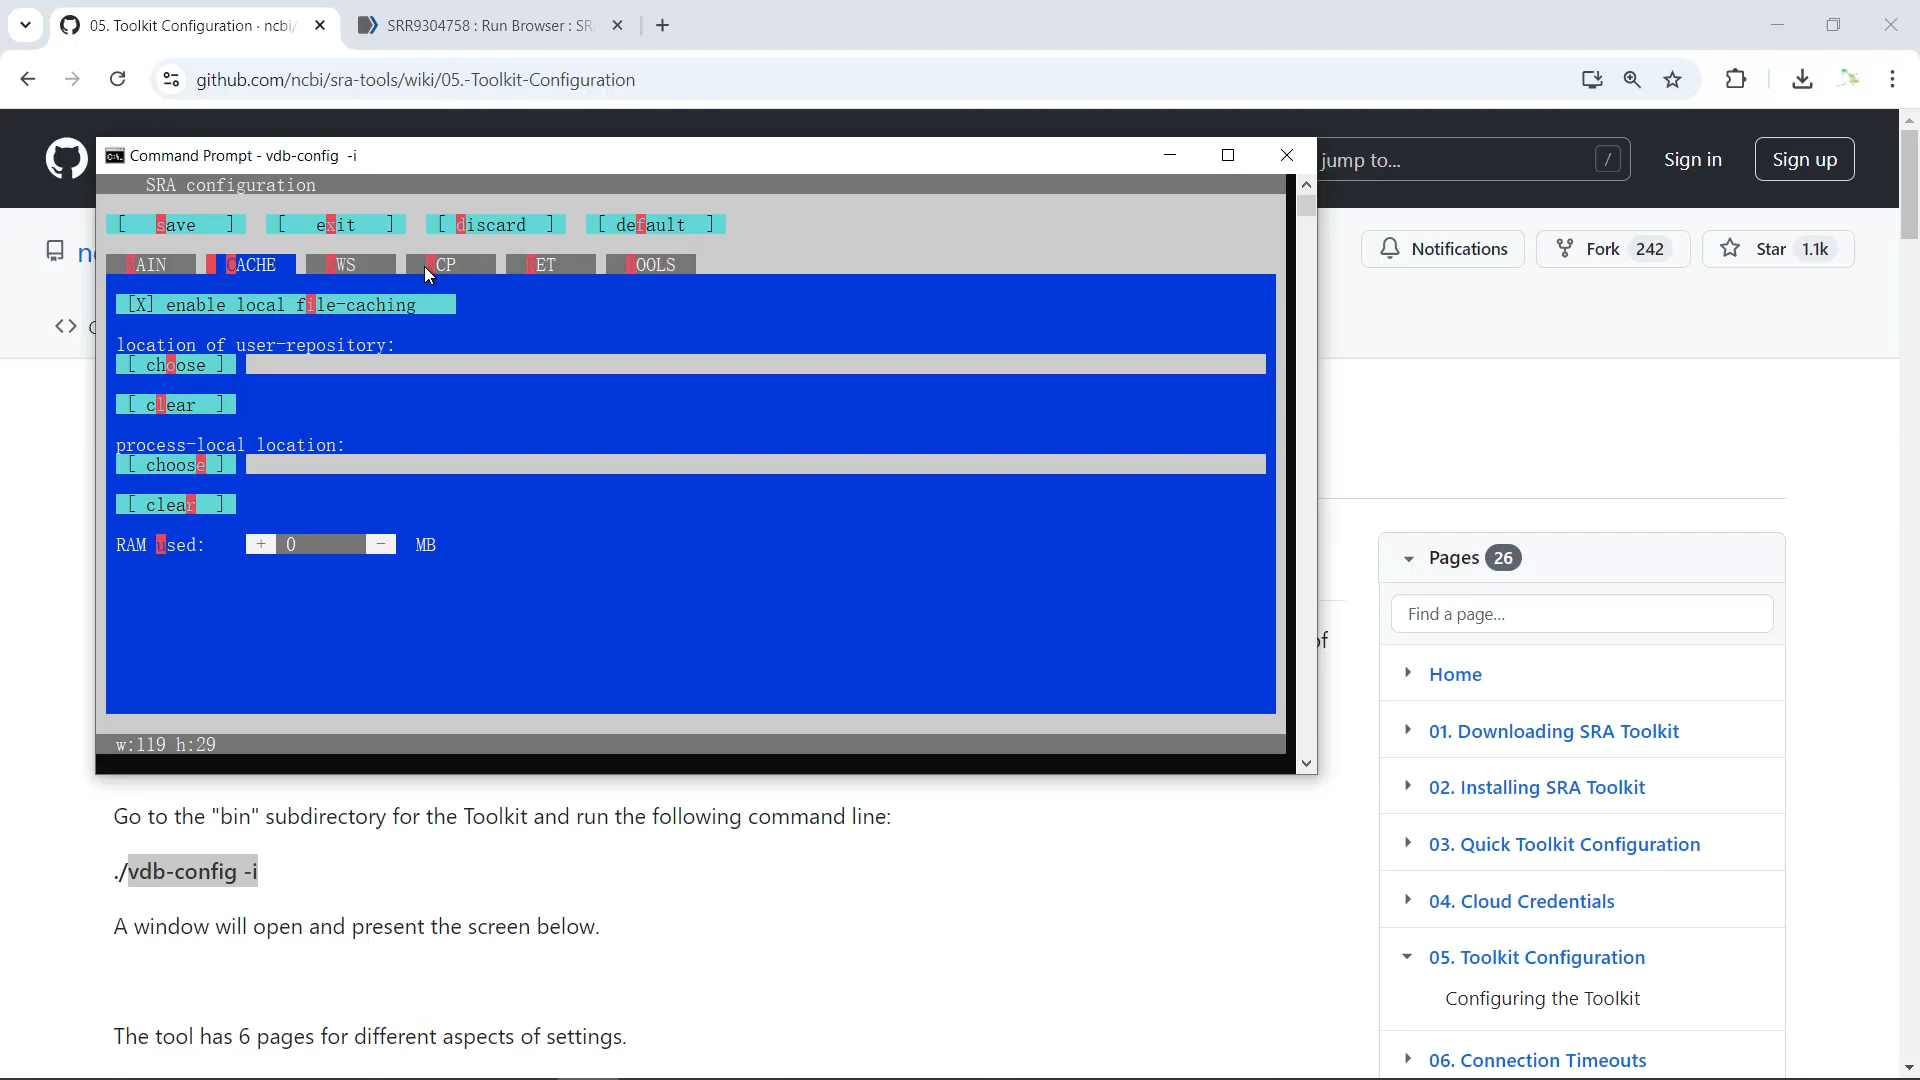 05. Toolkit Configuration · ncbi/
SRR9304758 : Run Browser : SR
github.com/ncbi/sra-tools/wiki/05.-Toolkit-Configuration
jump to...
/
Sign in
Sign up
Command Prompt - vdb-config -i
SRA configuration
[ save ] [ exit ] [ discard ] [ default ]
MAIN CACHE AWS GCP NET TOOLS
[X] enable local file-caching
location of user-repository:
[ choose ]
[ clear ]
process-local location:
[ choose ]
[ clear ]
RAM used: + 0 - MB
w:119 h:29
Notifications
Fork 242
Star 1.1k
of
Go to the "bin" subdirectory for the Toolkit and run the following command line:
./vdb-config -i
A window will open and present the screen below.
The tool has 6 pages for different aspects of settings.
Pages 26
Find a page...
Home
01. Downloading SRA Toolkit
02. Installing SRA Toolkit
03. Quick Toolkit Configuration
04. Cloud Credentials
05. Toolkit Configuration
Configuring the Toolkit
06. Connection Timeouts